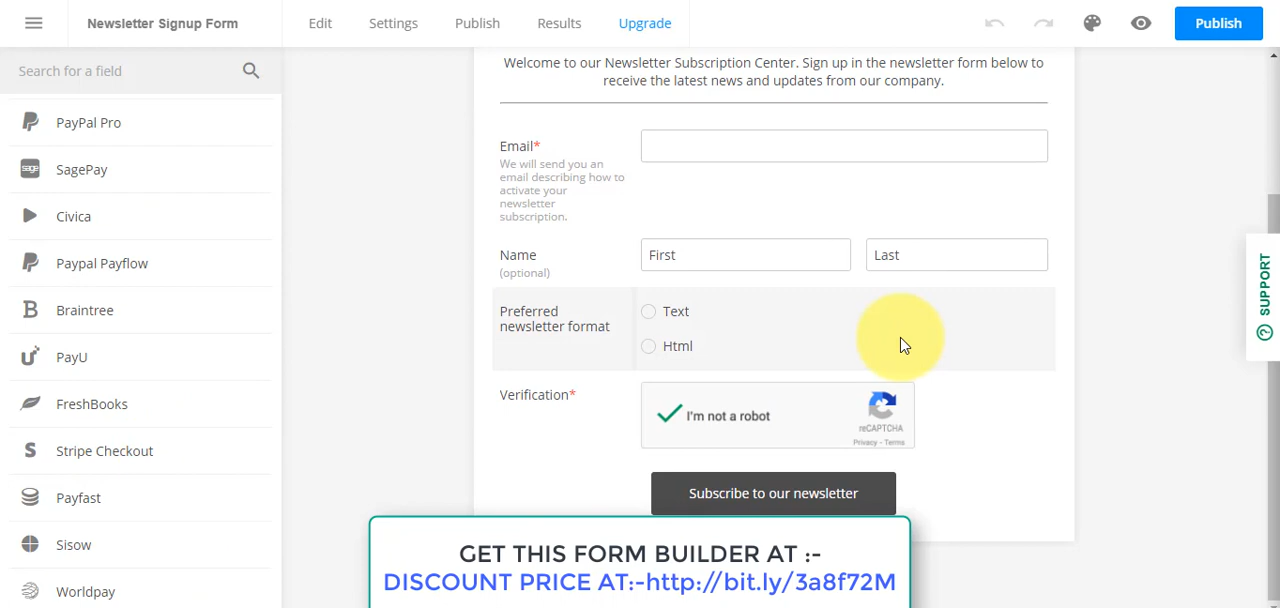 Newsletter Signup Form
Edit
Settings
Publish
Results
Upgrade
Publish
Search for a field
PayPal Pro
SagePay
Civica
Paypal Payflow
Braintree
PayU
FreshBooks
Stripe Checkout
Payfast
Sisow
Worldpay
Welcome to our Newsletter Subscription Center. Sign up in the newsletter form below to
receive the latest news and updates from our company.
Email*
We will send you an
email describing how to
activate your
newsletter
subscription.
Name
(optional)
First
Last
Preferred
newsletter format
Text
Html
Verification*
I'm not a robot
reCAPTCHA
Privacy - Terms
Subscribe to our newsletter
SUPPORT
GET THIS FORM BUILDER AT :-
DISCOUNT PRICE AT:-http://bit.ly/3a8f72M